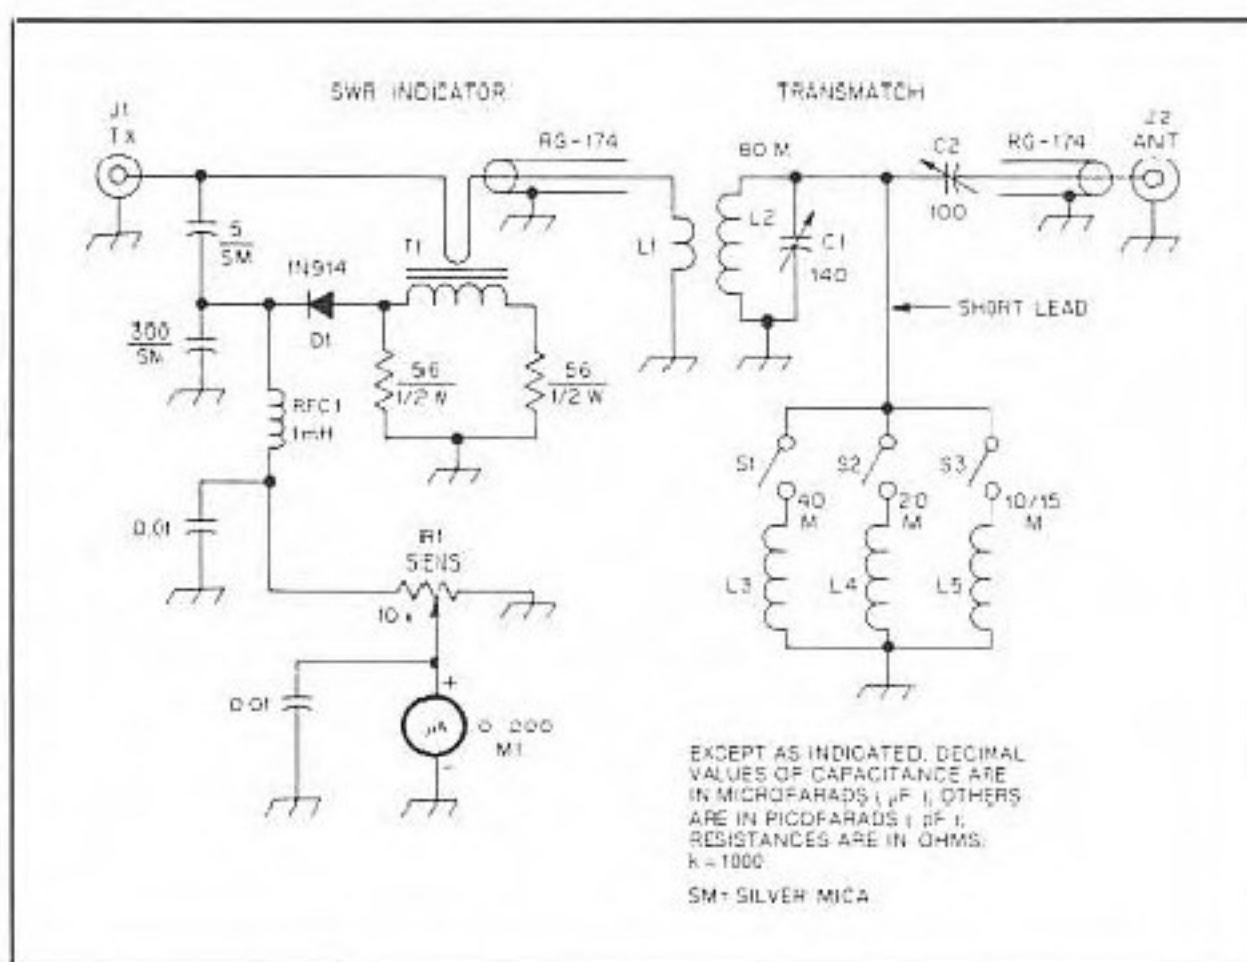 SWR INDICATOR
TRANSMATCH
J1
TX
RG-174
80 M
C2
RG-174
J2
ANT
100
5
SM
1N914
T1
L1
L2
C1
140
SHORT LEAD
300
SM
D1
56
1/2 W
56
1/2 W
RFC1
1mH
S1
S2
S3
40
M
20
M
10/15
M
0.01
R1
SENS
10 k
L3
L4
L5
0.01
+
μA
-
M1
EXCEPT AS INDICATED, DECIMAL
VALUES OF CAPACITANCE ARE
IN MICROFARADS ( μF ); OTHERS
ARE IN PICOFARADS ( pF );
RESISTANCES ARE IN OHMS;
k = 1000
SM= SILVER MICA